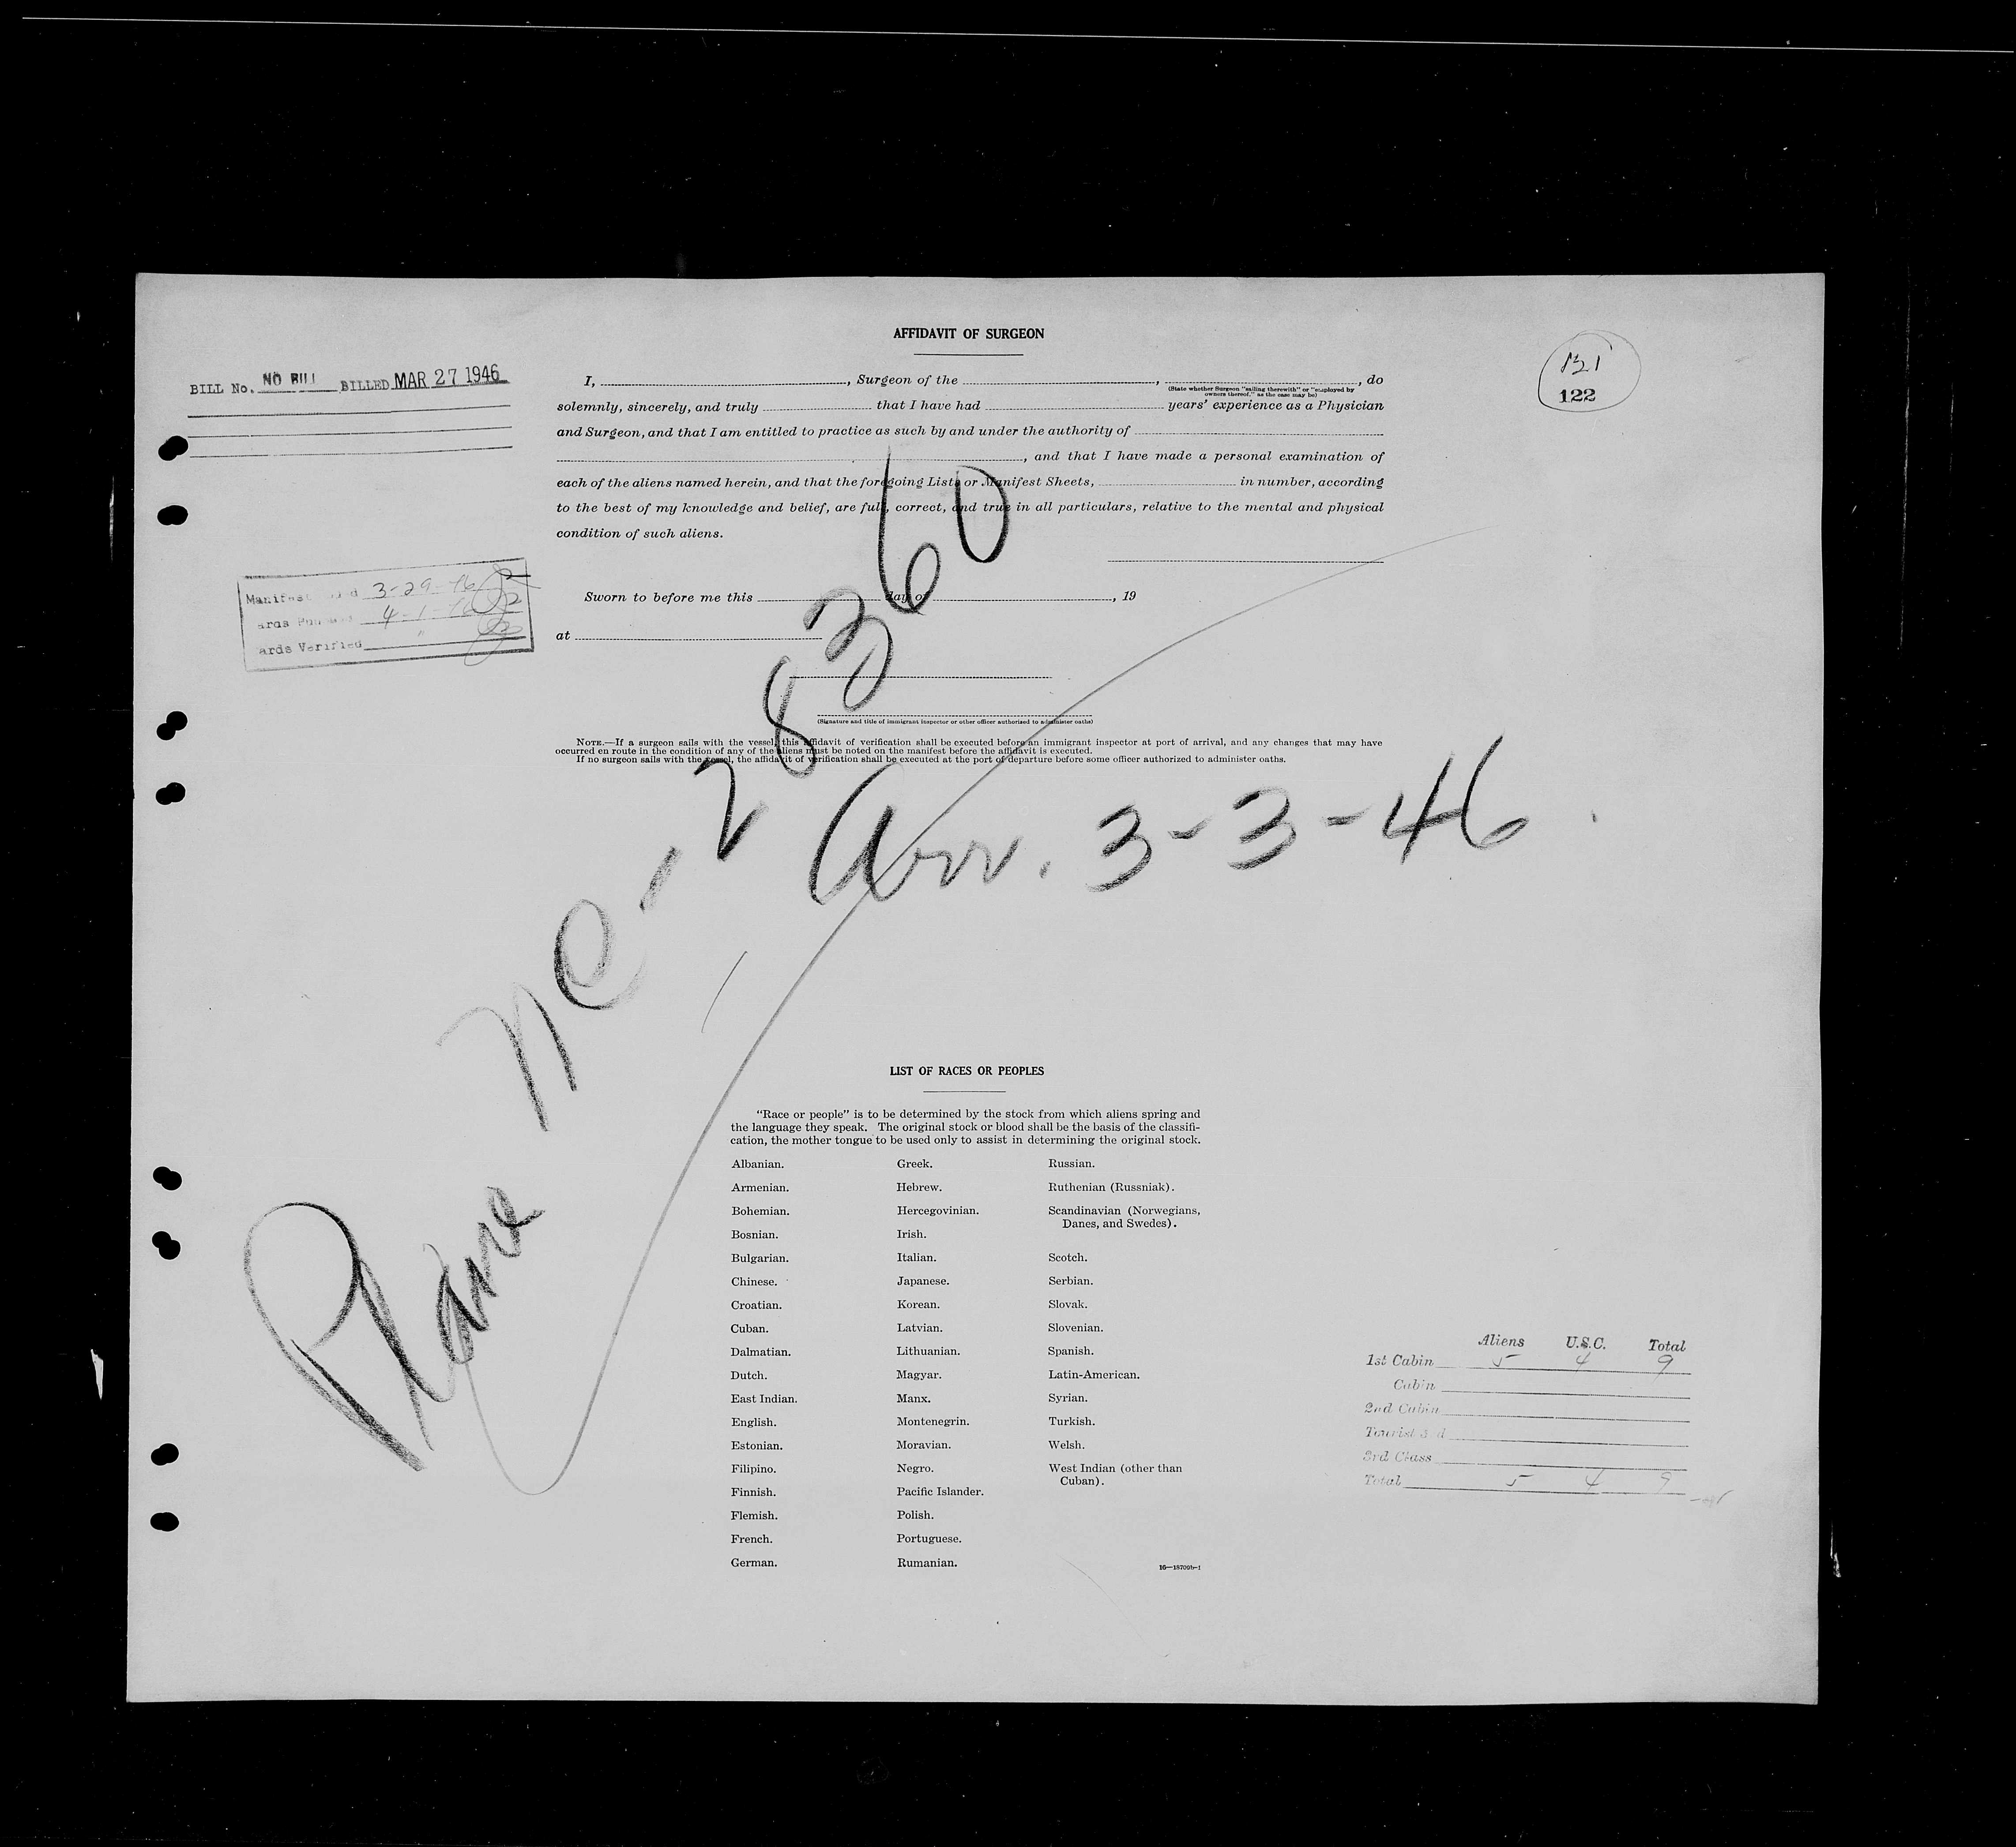 AFFIDAVIT OF SURGEON
BILL No. NO BILL BILLED MAR 27 1946
121
122
I, , Surgeon of the , , do
(State whether Surgeon "sailing therewith" or "employed by
owners thereof," as the case may be)
solemnly, sincerely, and truly that I have had years' experience as a Physician
and Surgeon, and that I am entitled to practice as such by and under the authority of
, and that I have made a personal examination of
each of the aliens named herein, and that the foregoing Lists or Manifest Sheets, in number, according
to the best of my knowledge and belief, are full, correct, and true in all particulars, relative to the mental and physical
condition of such aliens.
Manifest 3-29-46
ards 4-1-46
ards Verified "
Sworn to before me this day of , 19
at
(Signature and title of immigrant inspector or other officer authorized to administer oaths)
NOTE.—If a surgeon sails with the vessel, this affidavit of verification shall be executed before an immigrant inspector at port of arrival, and any changes that may have
occurred en route in the condition of any of the aliens must be noted on the manifest before the affidavit is executed.
If no surgeon sails with the vessel, the affidavit of verification shall be executed at the port of departure before some officer authorized to administer oaths.
Plane NC-28360
Arr. 3-3-46
LIST OF RACES OR PEOPLES
"Race or people" is to be determined by the stock from which aliens spring and
the language they speak. The original stock or blood shall be the basis of the classifi-
cation, the mother tongue to be used only to assist in determining the original stock.
Albanian. Greek. Russian.
Armenian. Hebrew. Ruthenian (Russniak).
Bohemian. Hercegovinian. Scandinavian (Norwegians,
Danes, and Swedes).
Bosnian. Irish.
Bulgarian. Italian. Scotch.
Chinese. Japanese. Serbian.
Croatian. Korean. Slovak.
Cuban. Latvian. Slovenian.
Dalmatian. Lithuanian. Spanish.
Dutch. Magyar. Latin-American.
East Indian. Manx. Syrian.
English. Montenegrin. Turkish.
Estonian. Moravian. Welsh.
Filipino. Negro. West Indian (other than
Cuban).
Finnish. Pacific Islander.
Flemish. Polish.
French. Portuguese.
German. Rumanian.
16—18709b-1
Aliens U.S.C. Total
1st Cabin 5 4 9
Cabin
2nd Cabin
Tourist 3 d
3rd Class
Total 5 4 9